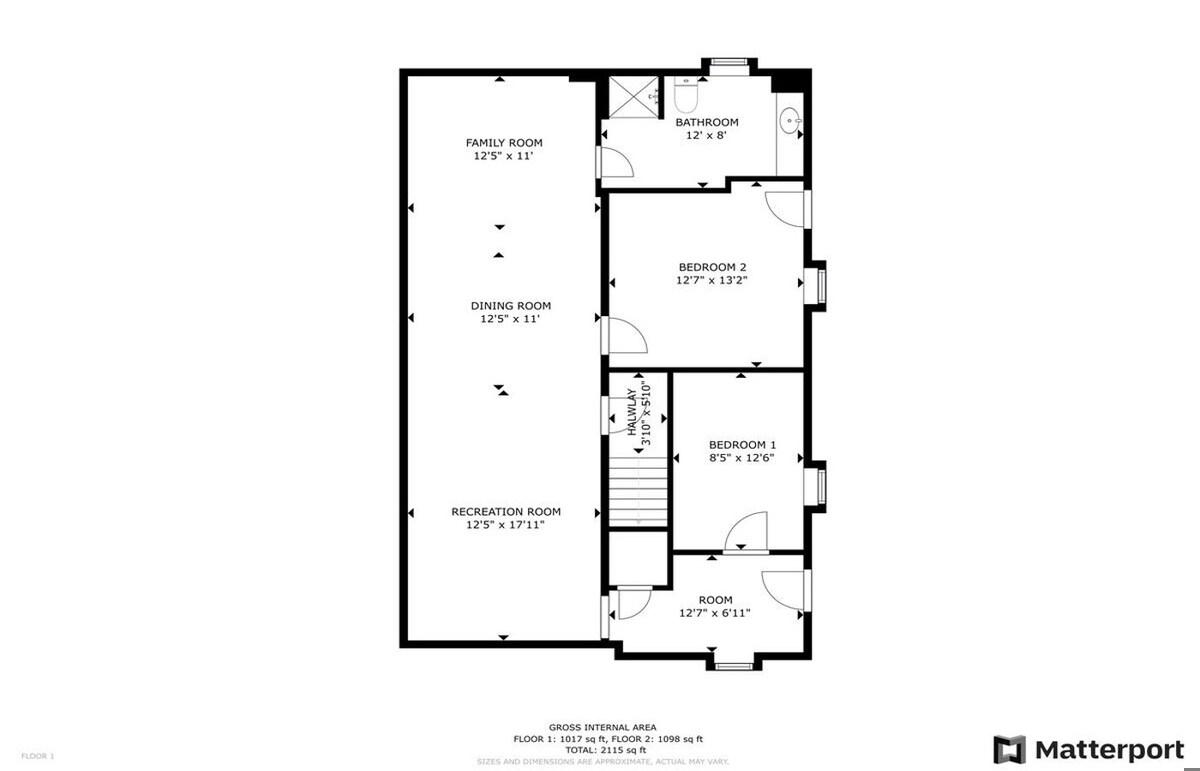 FAMILY ROOM
12'5" x 11'
BATHROOM
12' x 8'
BEDROOM 2
12'7" x 13'2"
DINING ROOM
12'5" x 11'
HALWLAY
3'10" x 5'10"
BEDROOM 1
8'5" x 12'6"
RECREATION ROOM
12'5" x 17'11"
ROOM
12'7" x 6'11"
GROSS INTERNAL AREA
FLOOR 1: 1017 sq ft, FLOOR 2: 1098 sq ft
TOTAL: 2115 sq ft
SIZES AND DIMENSIONS ARE APPROXIMATE, ACTUAL MAY VARY.
FLOOR 1
Matterport